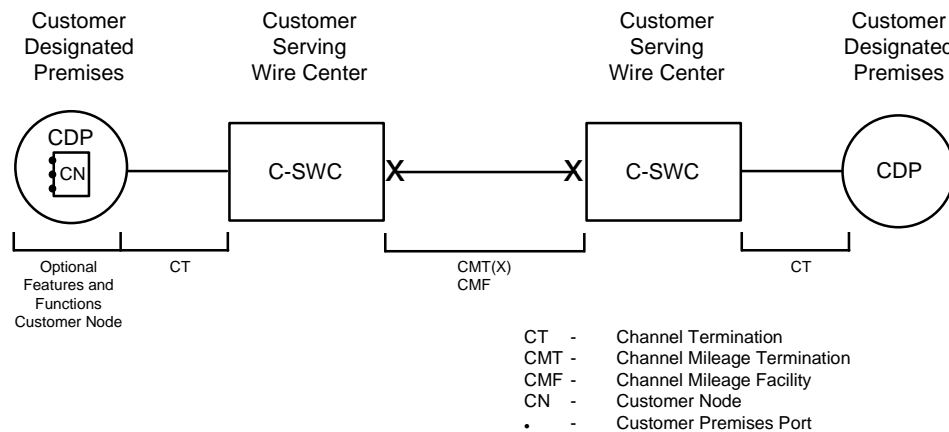 Customer
Designated
Premises
Customer
Serving
Wire Center
Customer
Serving
Wire Center
Customer
Designated
Premises
CDP
CN
C-SWC
X
X
C-SWC
CDP
Optional
Features and
Functions
Customer Node
CT
CMT(X)
CMF
CT
CT - Channel Termination
CMT - Channel Mileage Termination
CMF - Channel Mileage Facility
CN - Customer Node
• - Customer Premises Port